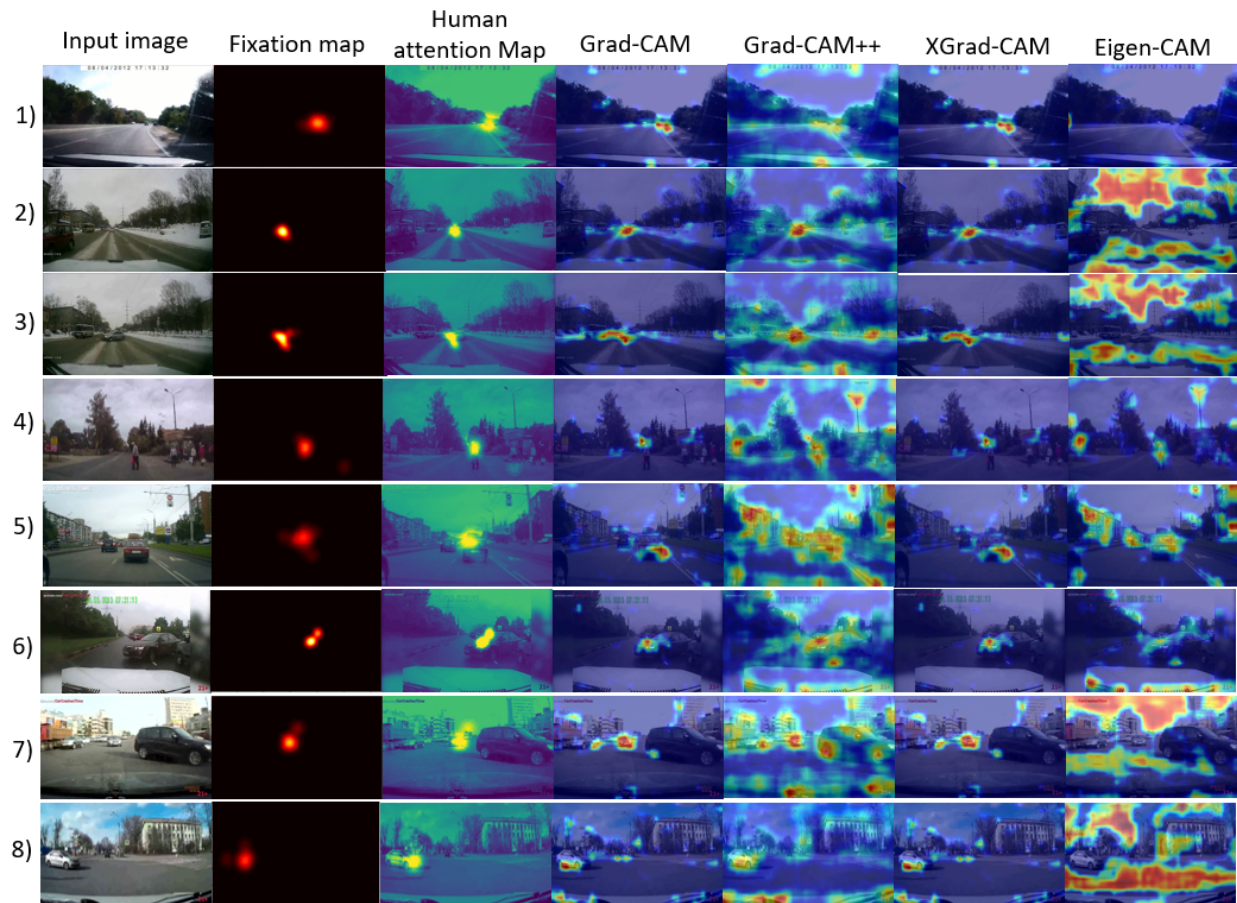 Input image
Fixation map
Human
attention Map
Grad-CAM
Grad-CAM++
XGrad-CAM
Eigen-CAM
1)
2)
3)
4)
5)
6)
7)
8)